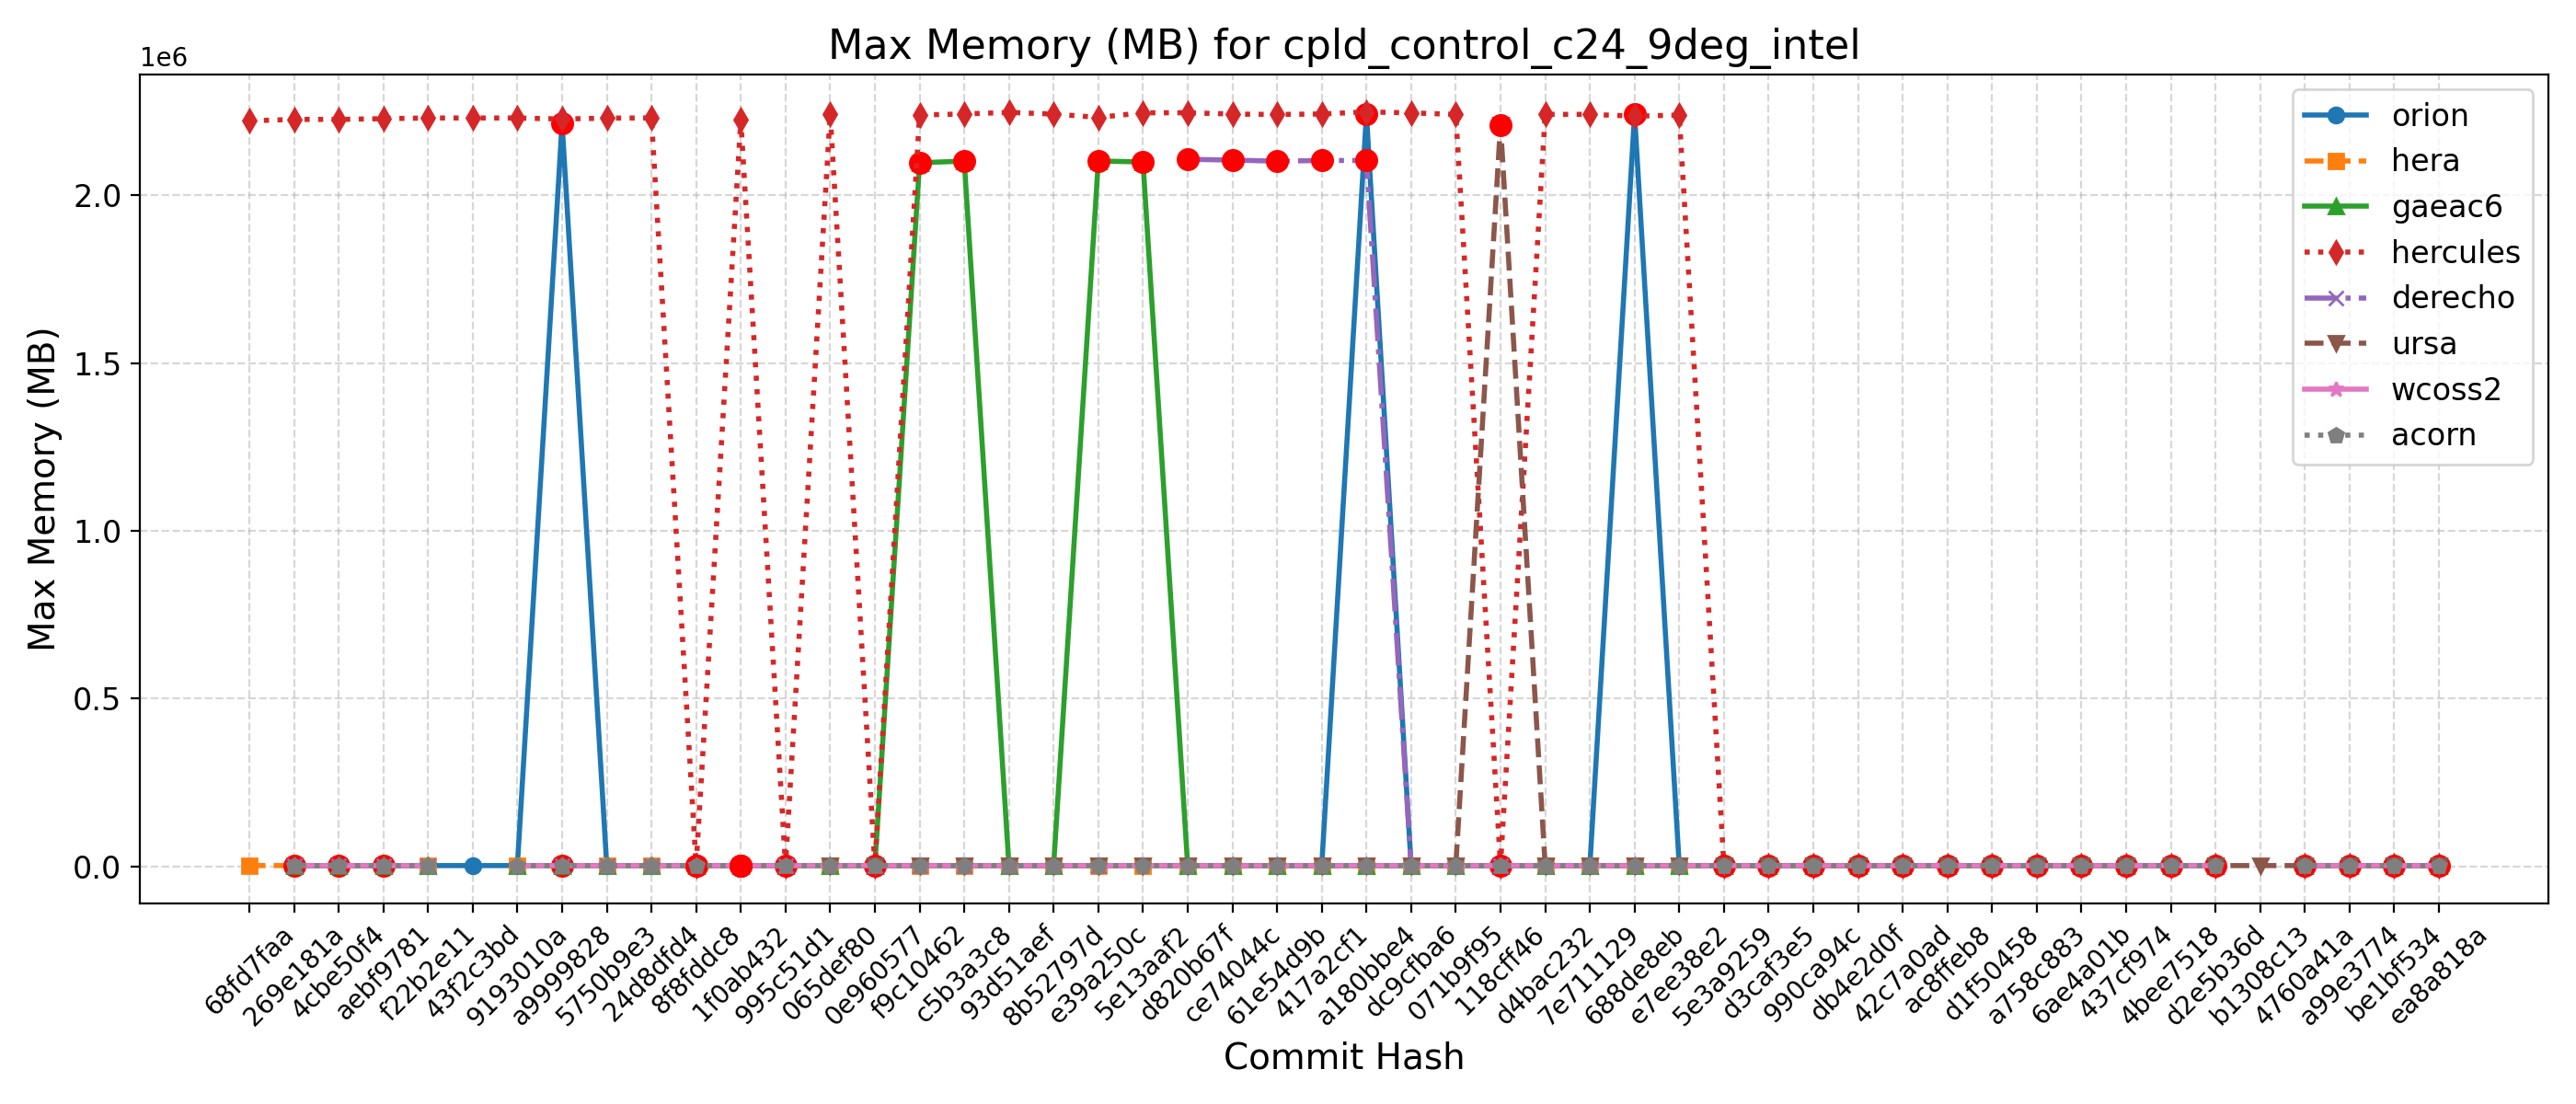 Max Memory (MB) for cpld_control_c24_9deg_intel
1e6
2.0
1.5
1.0
0.5
0.0
Max Memory (MB)
orion
hera
gaeac6
hercules
derecho
ursa
wcoss2
acorn
68fd7faa
269e181a
4cbe50f4
aebf9781
f22b2e11
43f2c3bd
9193010a
a9999828
5750b9e3
24d8dfd4
8f8fddc8
1f0ab432
995c51d1
065def80
0e960577
f9c10462
c5b3a3c8
93d51aef
8b52797d
e39a250c
5e13aaf2
d820b67f
ce74044c
61e54d9b
417a2cf1
a180bbe4
dc9cfba6
071b9f95
118cff46
d4bac232
7e711129
688de8eb
e7ee38e2
5e3a9259
d3caf3e5
990ca94c
db4e2d0f
42c7a0ad
ac8ffeb8
d1f50458
a758c883
6ae4a01b
437cf974
4bee7518
d2e5b36d
b1308c13
4760a41a
a99e3774
be1bf534
ea8a818a
Commit Hash